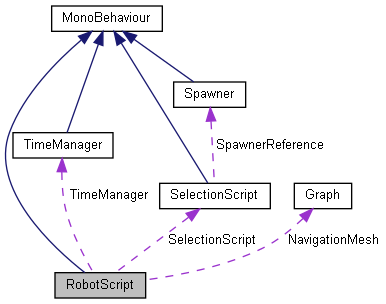 MonoBehaviour
Spawner
TimeManager
SpawnerReference
TimeManager
SelectionScript
Graph
SelectionScript
NavigationMesh
RobotScript